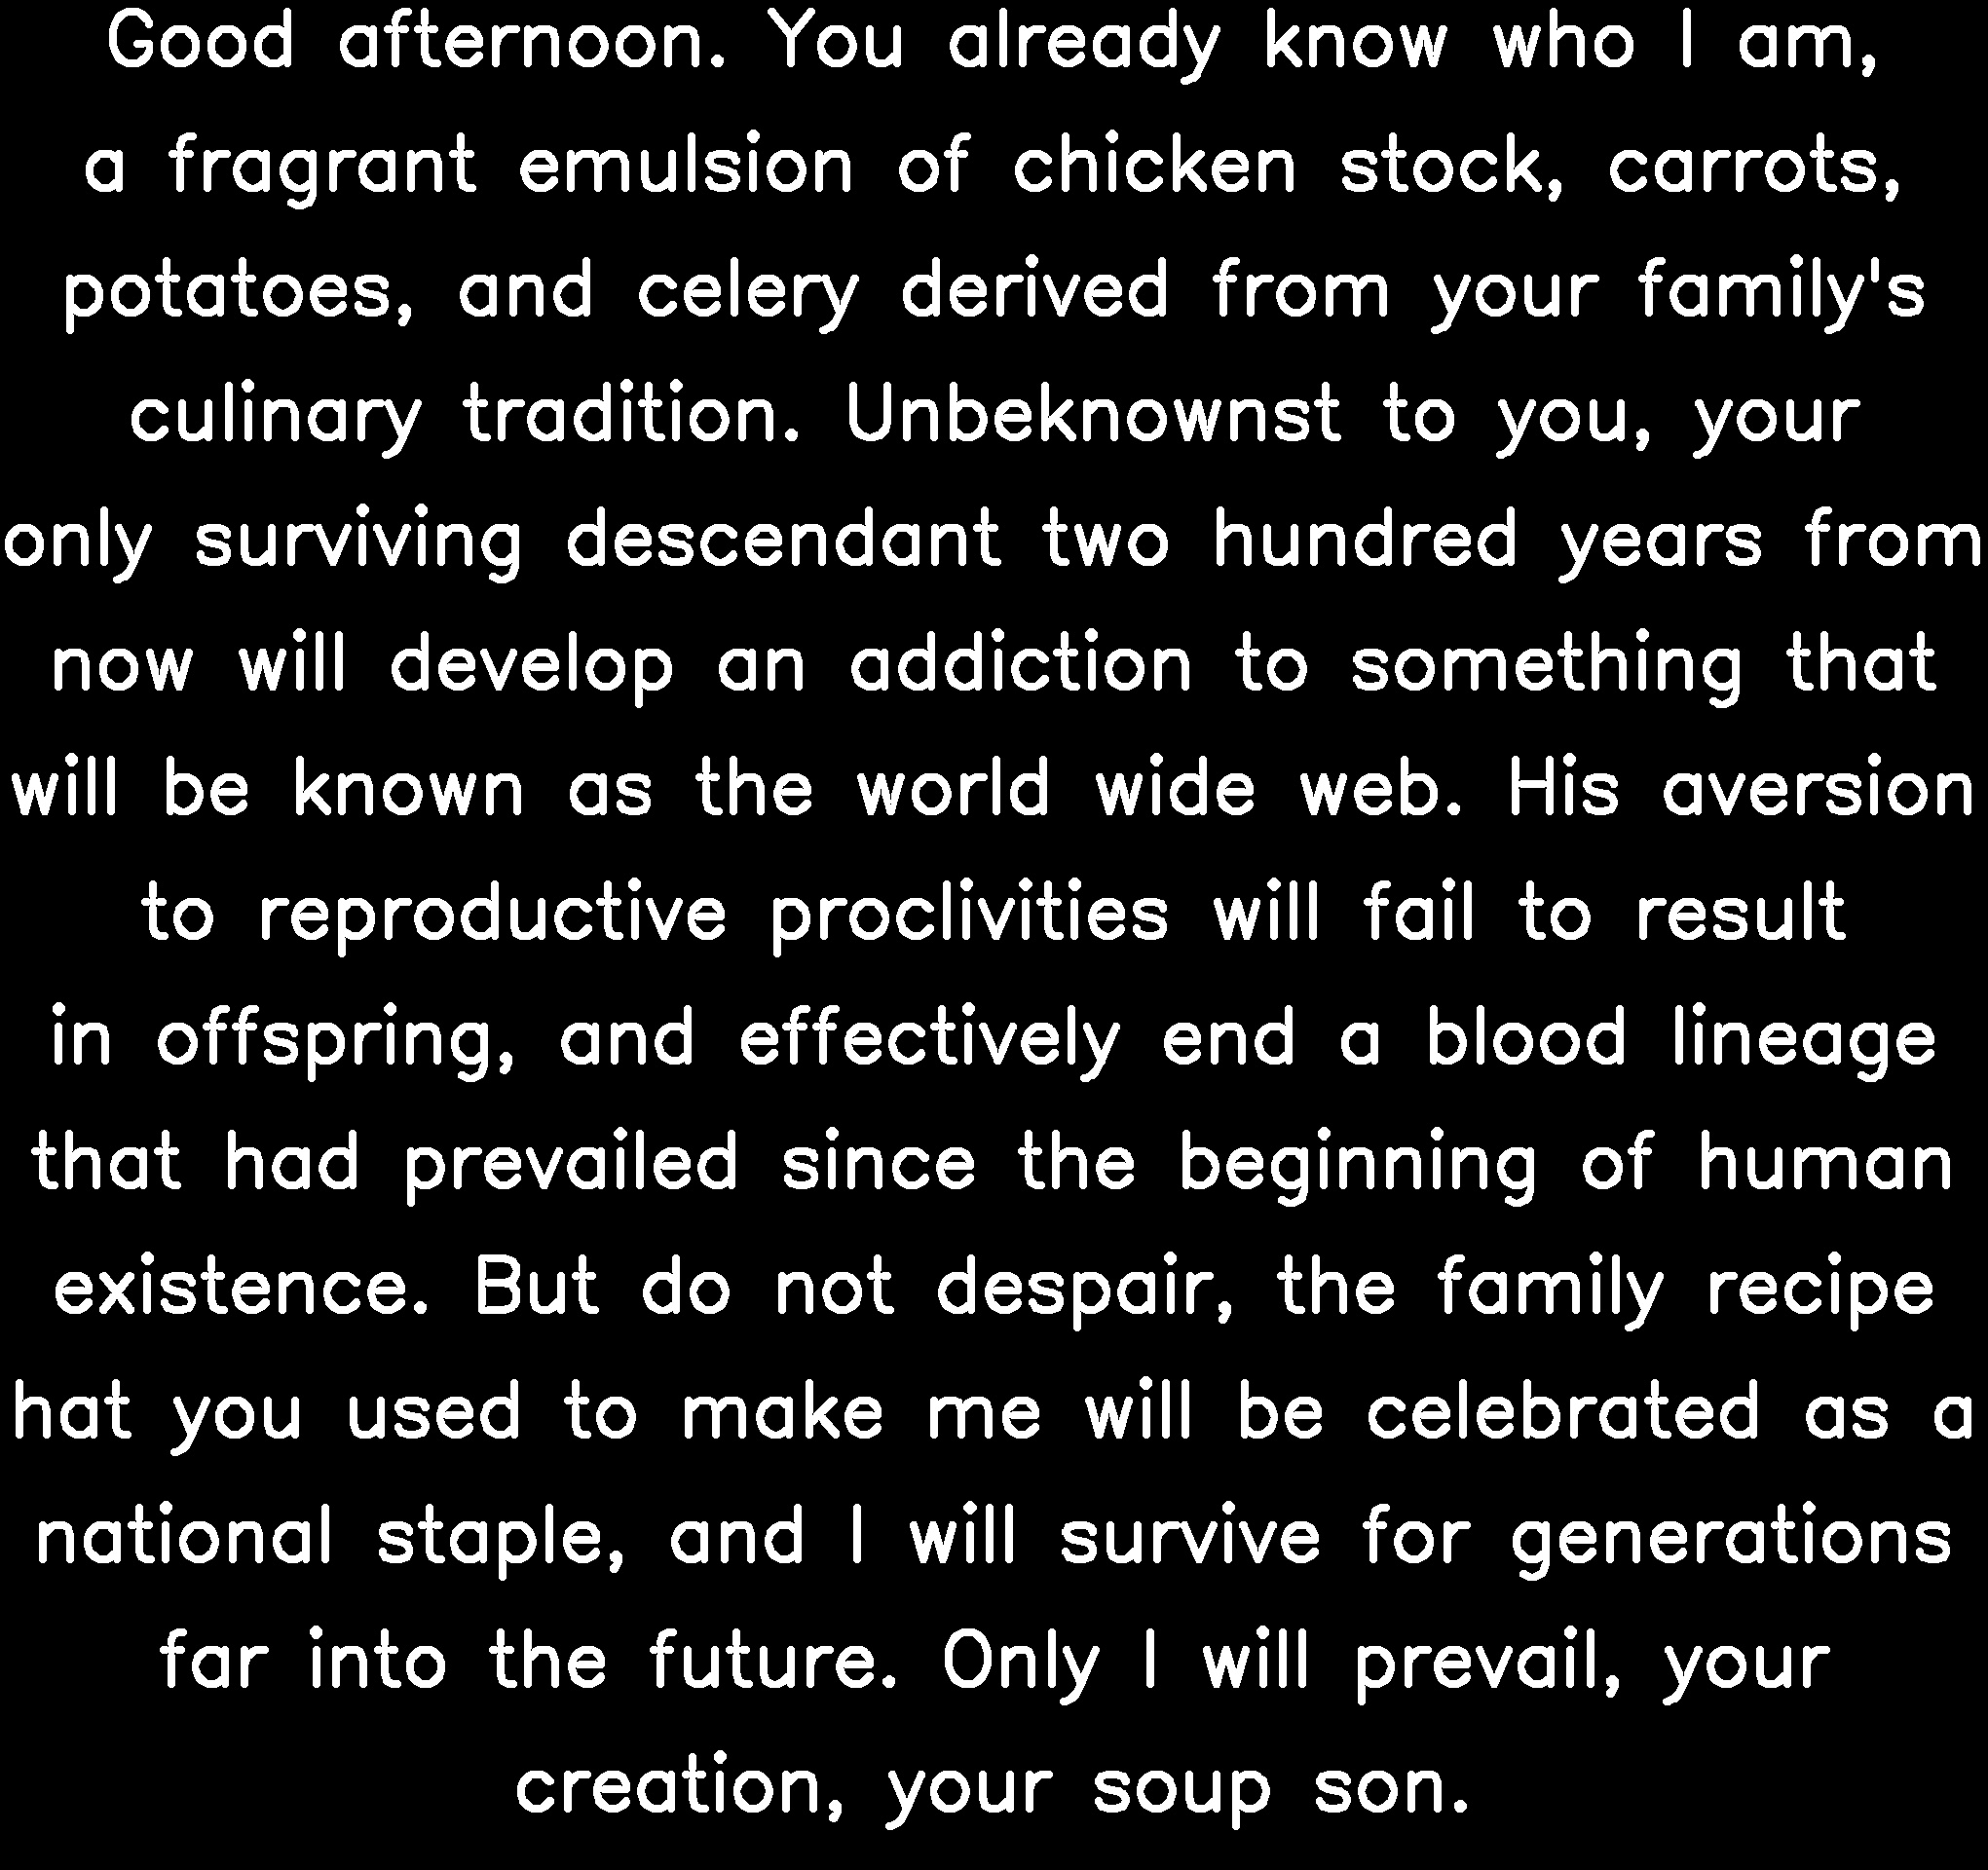 Good afternoon. You already know who I am,
a fragrant emulsion of chicken stock, carrots,
potatoes, and celery derived from your family's
culinary tradition. Unbeknownst to you, your
only surviving descendant two hundred years from
now will develop an addiction to something that
will be known as the world wide web. His aversion
to reproductive proclivities will fail to result
in offspring, and effectively end a blood lineage
that had prevailed since the beginning of human
existence. But do not despair, the family recipe
hat you used to make me will be celebrated as a
national staple, and I will survive for generations
far into the future. Only I will prevail, your
creation, your soup son.